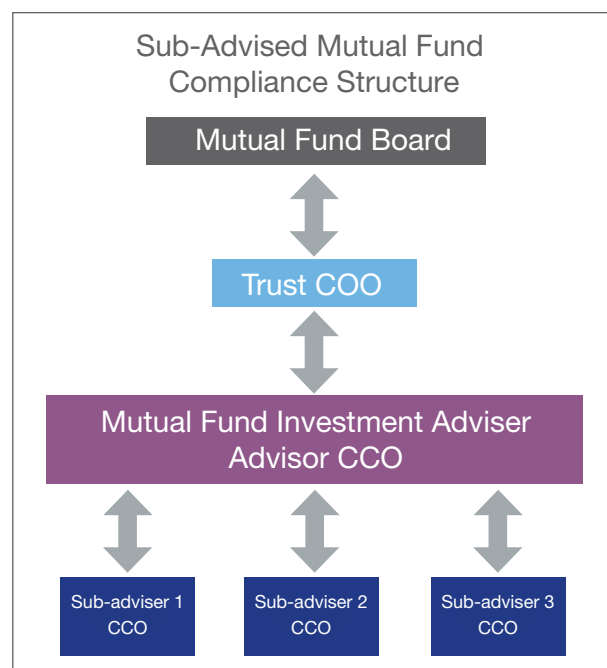 Sub-Advised Mutual Fund
Compliance Structure
Mutual Fund Board
Trust COO
Mutual Fund Investment Adviser
Advisor CCO
Sub-adviser 1
CCO
Sub-adviser 2
CCO
Sub-adviser 3
CCO